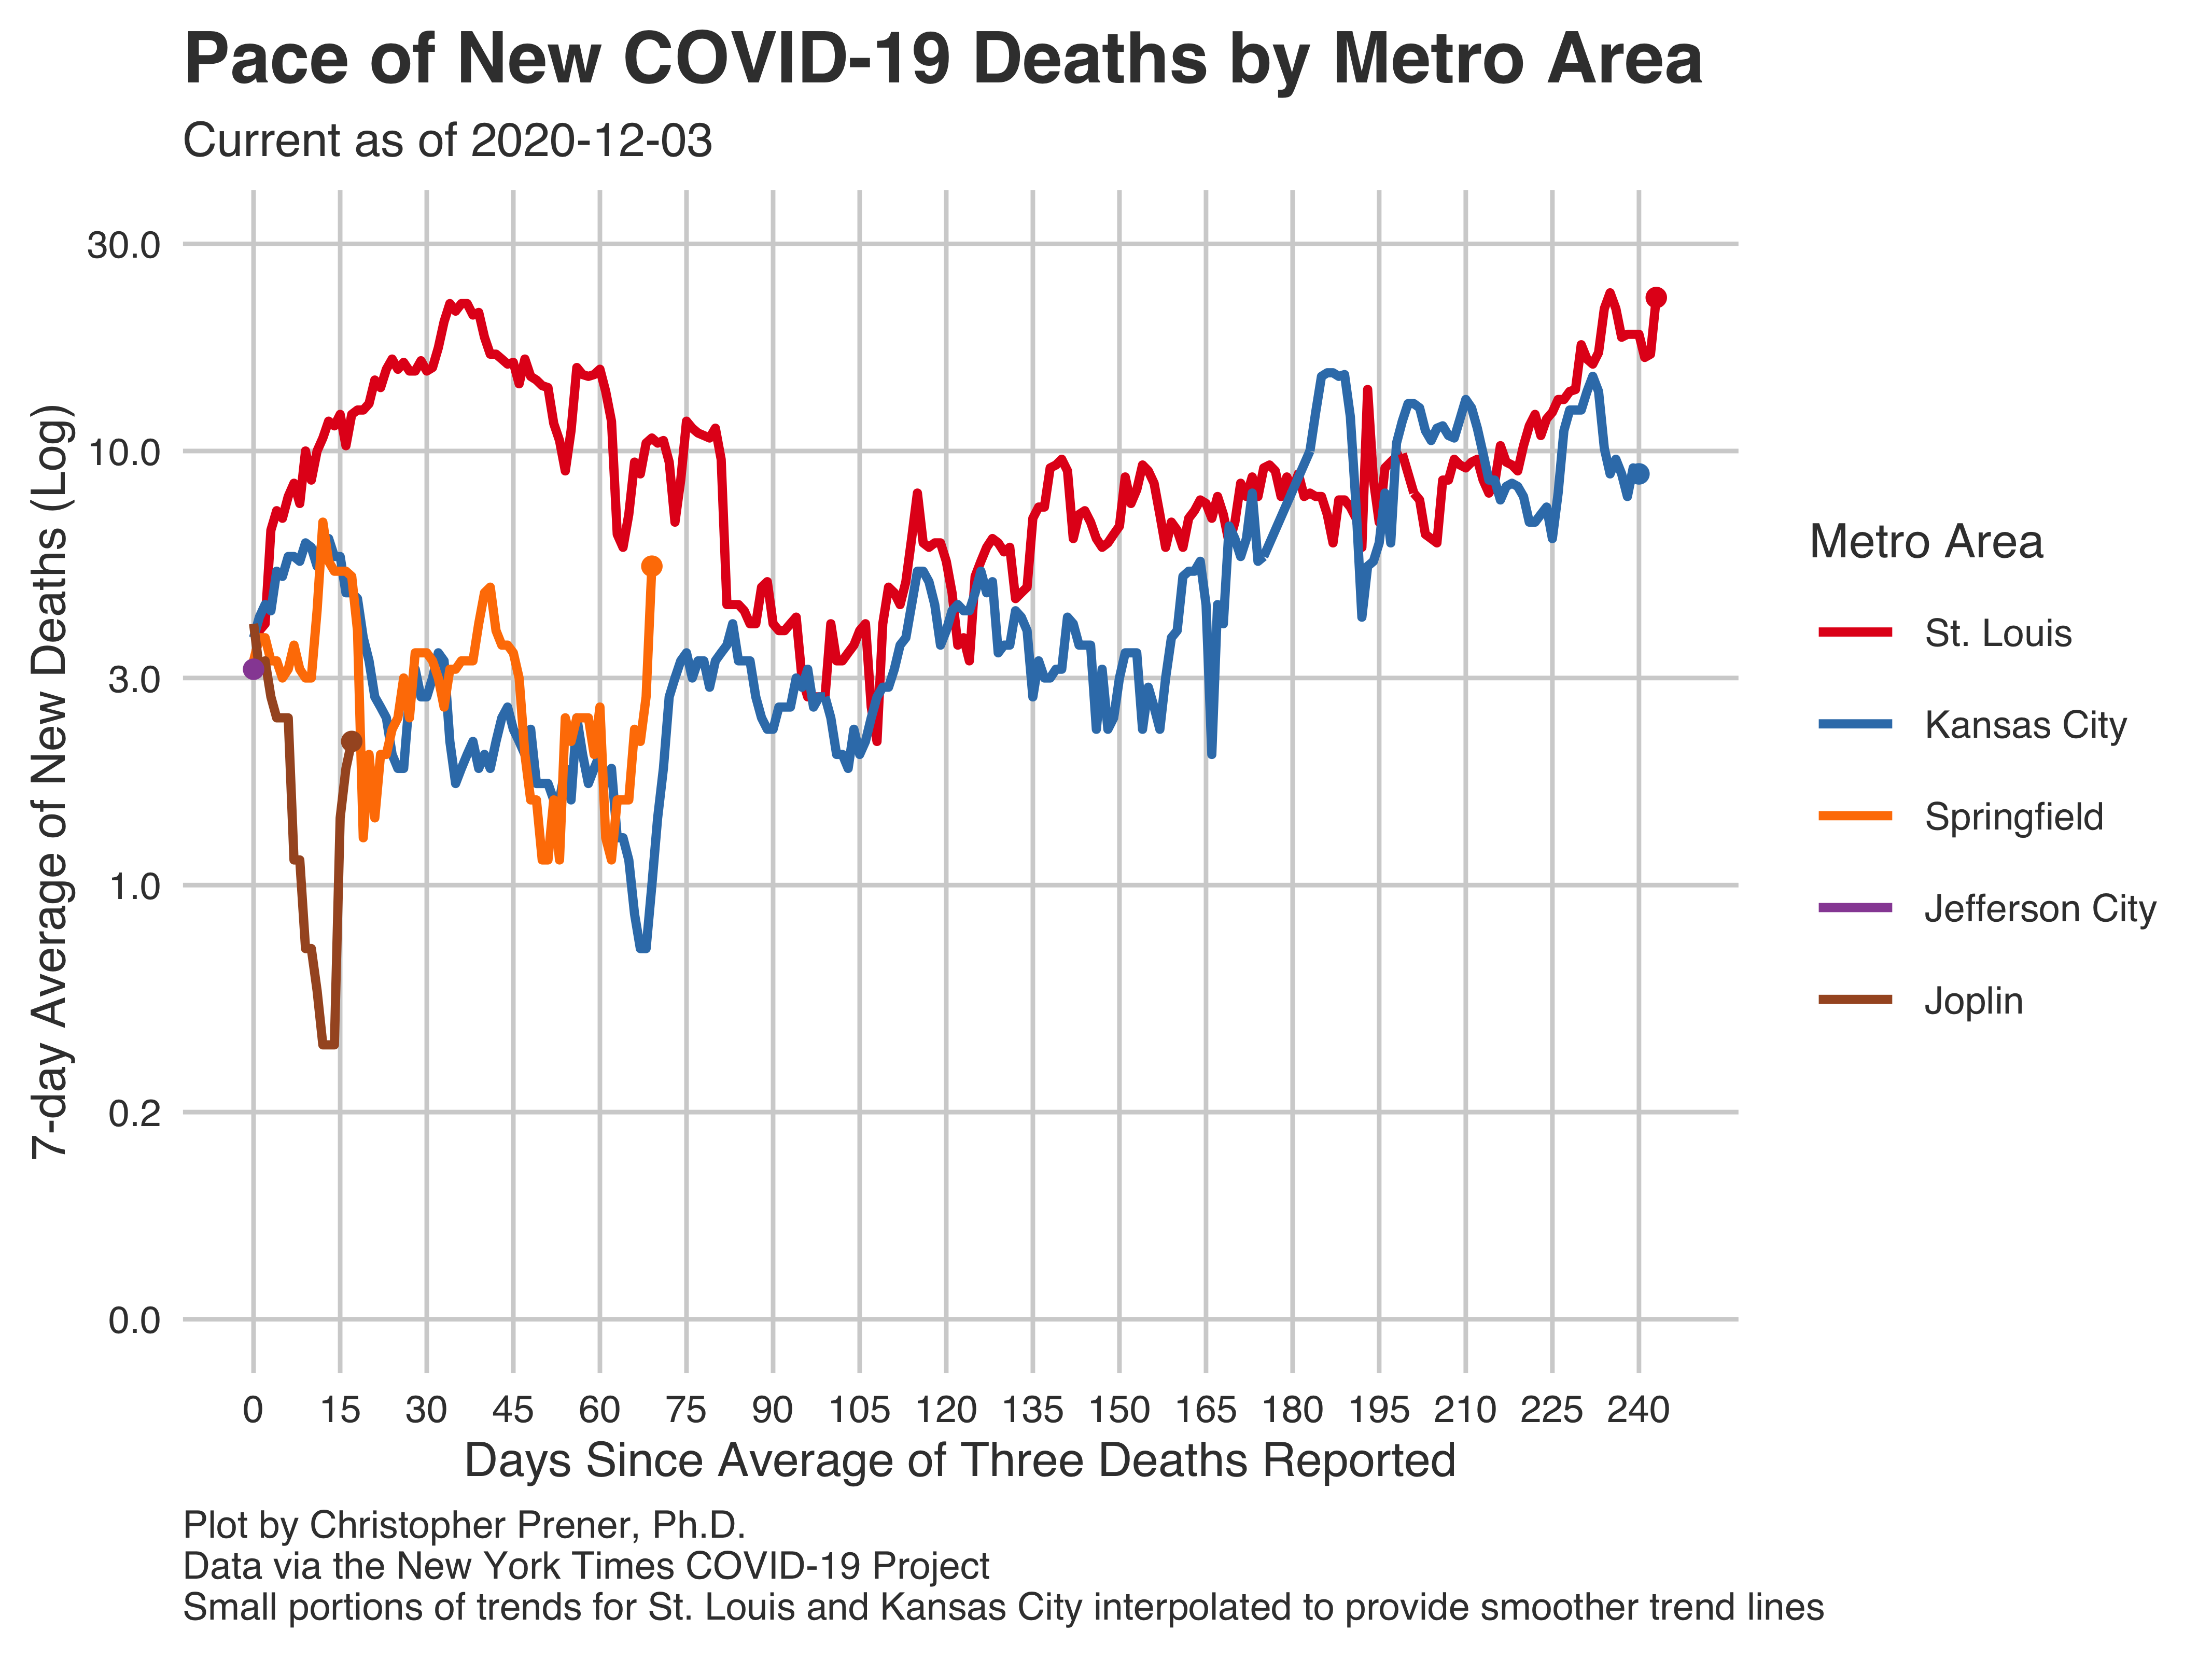 Pace of New COVID-19 Deaths by Metro Area
Current as of 2020-12-03
7-day Average of New Deaths (Log)
30.0
10.0
3.0
1.0
0.2
0.0
0 15 30 45 60 75 90 105 120 135 150 165 180 195 210 225 240
Days Since Average of Three Deaths Reported
Metro Area
St. Louis
Kansas City
Springfield
Jefferson City
Joplin
Plot by Christopher Prener, Ph.D.
Data via the New York Times COVID-19 Project
Small portions of trends for St. Louis and Kansas City interpolated to provide smoother trend lines